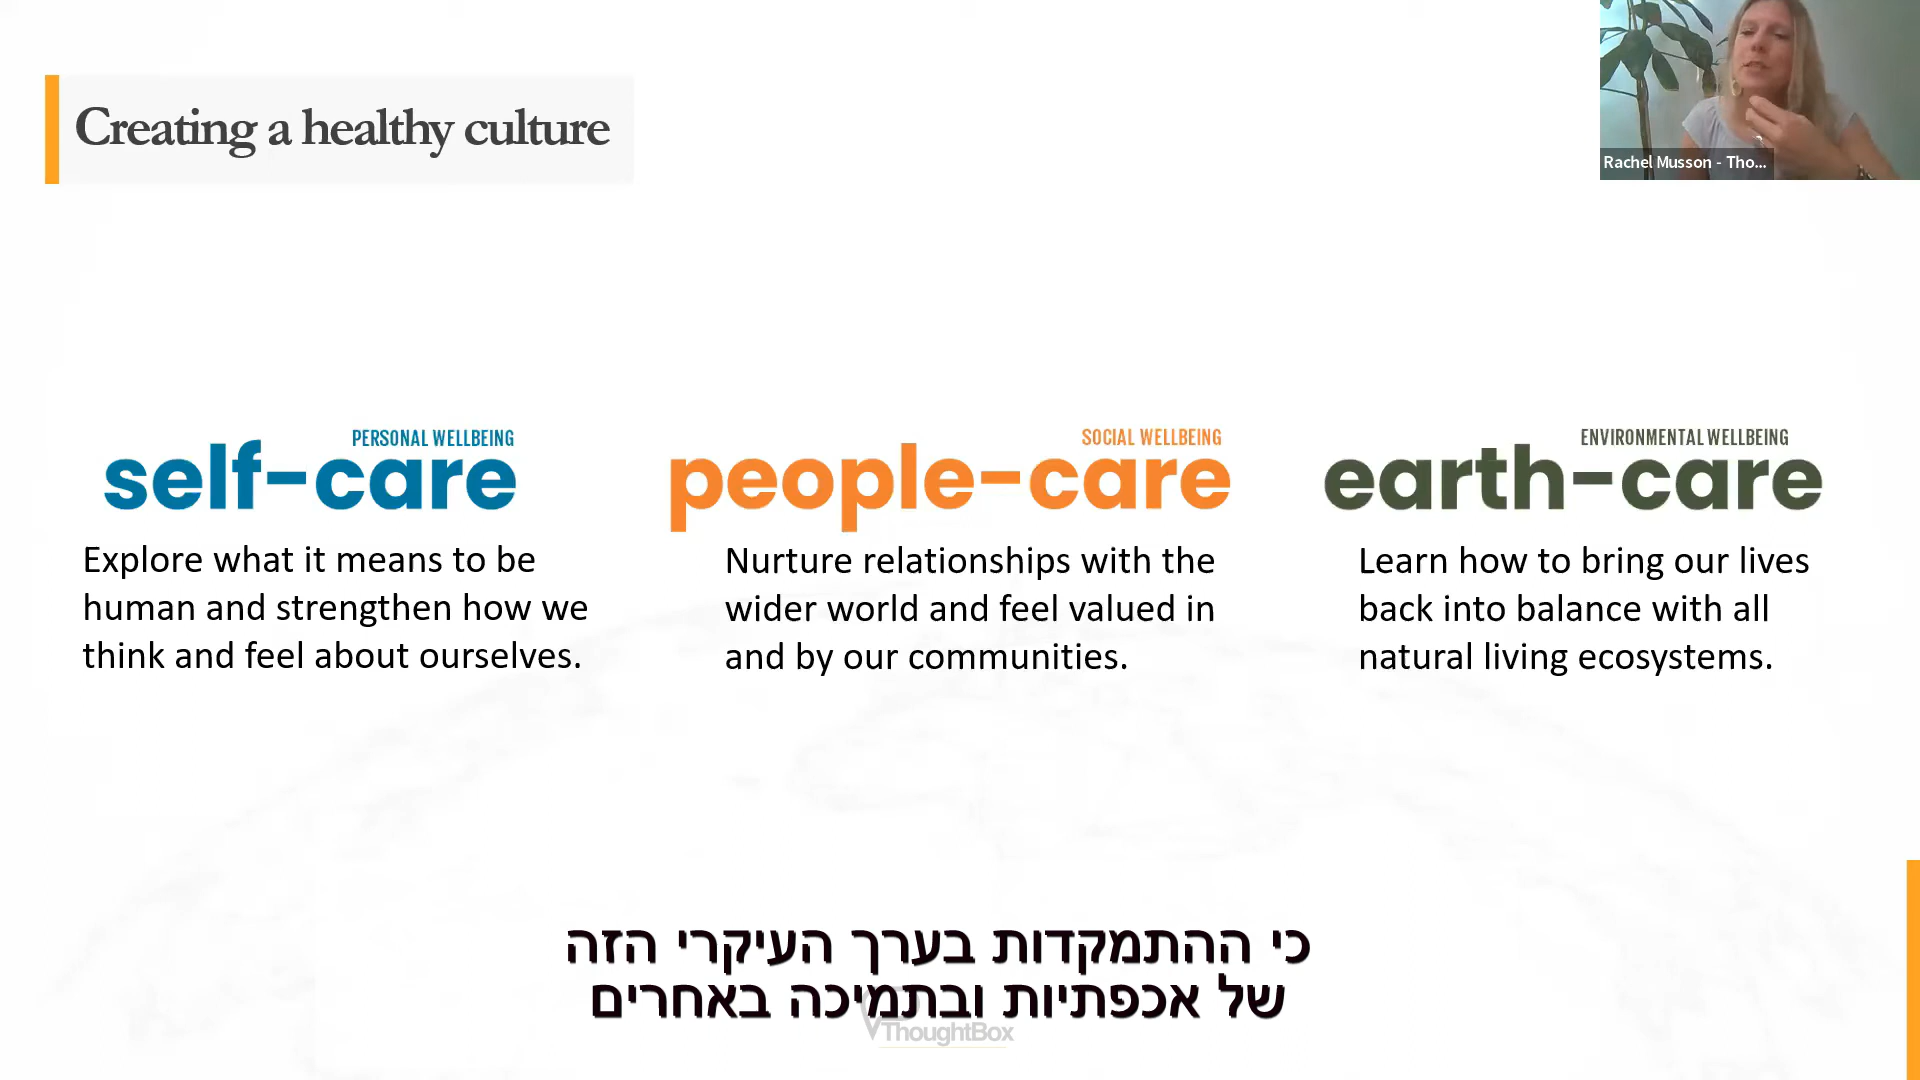 Creating a healthy culture
Rachel Musson - Tho...
PERSONAL WELLBEING
self-care
Explore what it means to be
human and strengthen how we
think and feel about ourselves.
SOCIAL WELLBEING
people-care
Nurture relationships with the
wider world and feel valued in
and by our communities.
ENVIRONMENTAL WELLBEING
earth-care
Learn how to bring our lives
back into balance with all
natural living ecosystems.
כי ההתמקדות בערך העיקרי הזה
של אכפתיות ובתמיכה באחרים
ThoughtBox